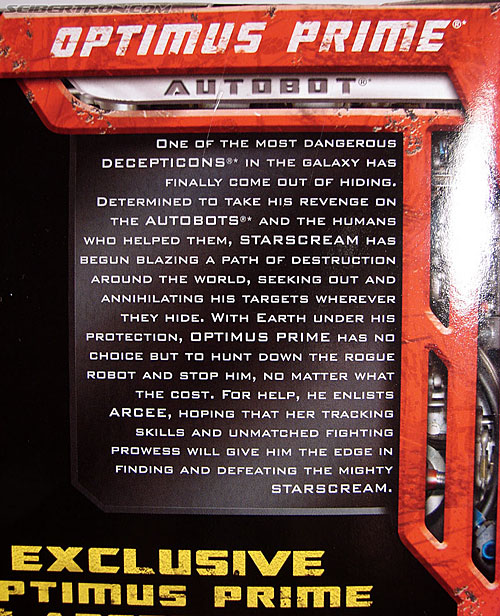 SEIBERTRON.COM
OPTIMUS PRIME®*
AUTOBOT®*
ONE OF THE MOST DANGEROUS
DECEPTICONS®* IN THE GALAXY HAS
FINALLY COME OUT OF HIDING.
DETERMINED TO TAKE HIS REVENGE ON
THE AUTOBOTS®* AND THE HUMANS
WHO HELPED THEM, STARSCREAM HAS
BEGUN BLAZING A PATH OF DESTRUCTION
AROUND THE WORLD, SEEKING OUT AND
ANNIHILATING HIS TARGETS WHEREVER
THEY HIDE. WITH EARTH UNDER HIS
PROTECTION, OPTIMUS PRIME HAS NO
CHOICE BUT TO HUNT DOWN THE ROGUE
ROBOT AND STOP HIM, NO MATTER WHAT
THE COST. FOR HELP, HE ENLISTS
ARCEE, HOPING THAT HER TRACKING
SKILLS AND UNMATCHED FIGHTING
PROWESS WILL GIVE HIM THE EDGE IN
FINDING AND DEFEATING THE MIGHTY
STARSCREAM.
EXCLUSIVE
PTIMUS PRIME